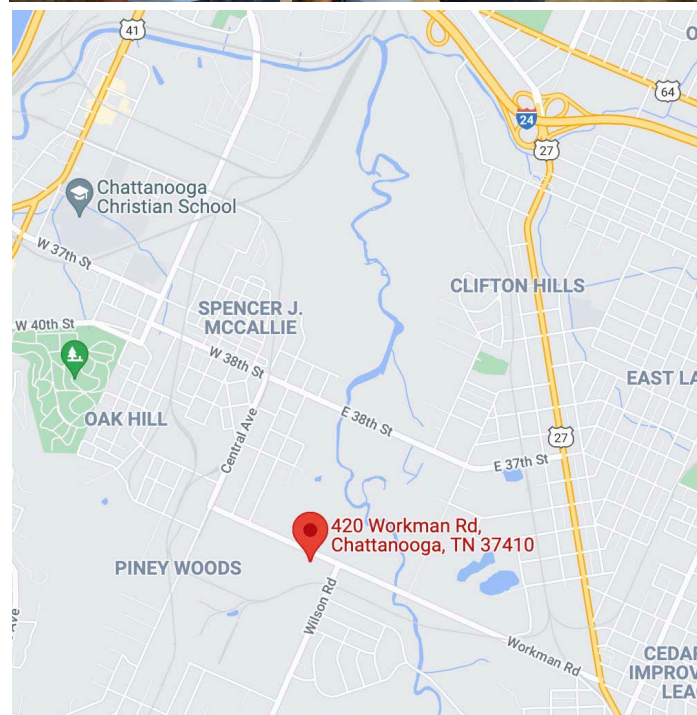 41
O
64
24
27
Chattanooga
Christian School
W 37th St
CLIFTON HILLS
SPENCER J.
MCCALLIE
W 40th St
W 38th St
EAST LA
OAK HILL
Central Ave
E 38th St
27
E 37th St
420 Workman Rd,
Chattanooga, TN 37410
PINEY WOODS
Wilson Rd
Ave
Workman Rd
CEDAR
IMPROV
LEA